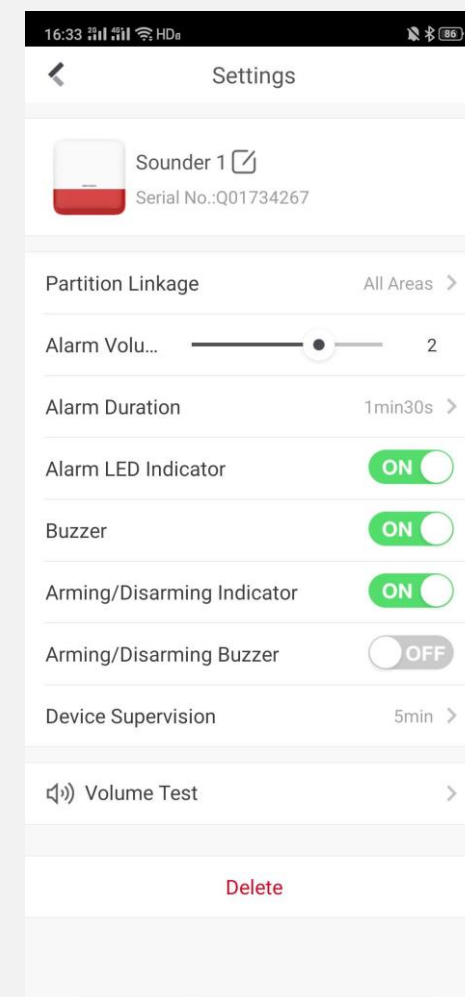 16:33 2G 4G HD 86
Settings
Sounder 1
Serial No.:Q01734267
Partition Linkage All Areas
Alarm Volu... 2
Alarm Duration 1min30s
Alarm LED Indicator ON
Buzzer ON
Arming/Disarming Indicator ON
Arming/Disarming Buzzer OFF
Device Supervision 5min
Volume Test
Delete